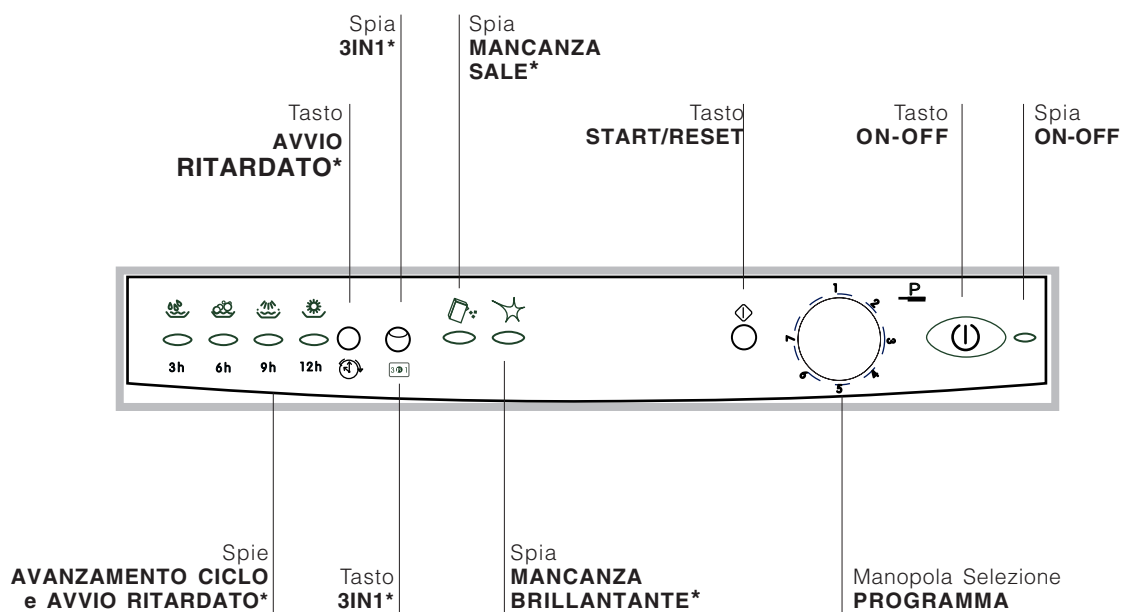 Spia
3IN1*
Spia
MANCANZA
SALE*
Tasto
AVVIO
RITARDATO*
Tasto
START/RESET
Tasto
ON-OFF
Spia
ON-OFF
P
1
2
3
4
5
6
7
3h 6h 9h 12h
Spie
AVANZAMENTO CICLO
e AVVIO RITARDATO*
Tasto
3IN1*
Spia
MANCANZA
BRILLANTANTE*
Manopola Selezione
PROGRAMMA